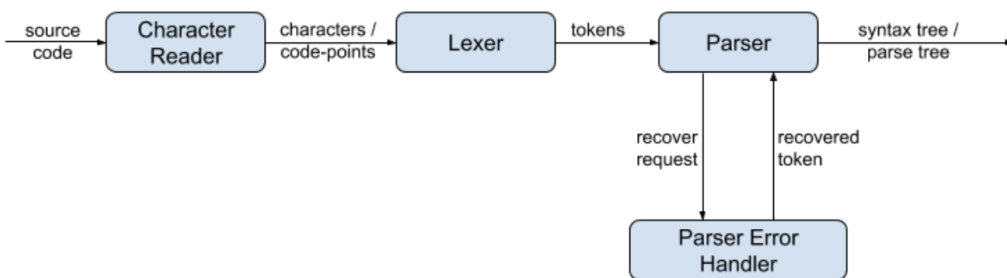 source
code
Character
Reader
characters /
code-points
Lexer
tokens
Parser
syntax tree /
parse tree
recover
request
recovered
token
Parser Error
Handler